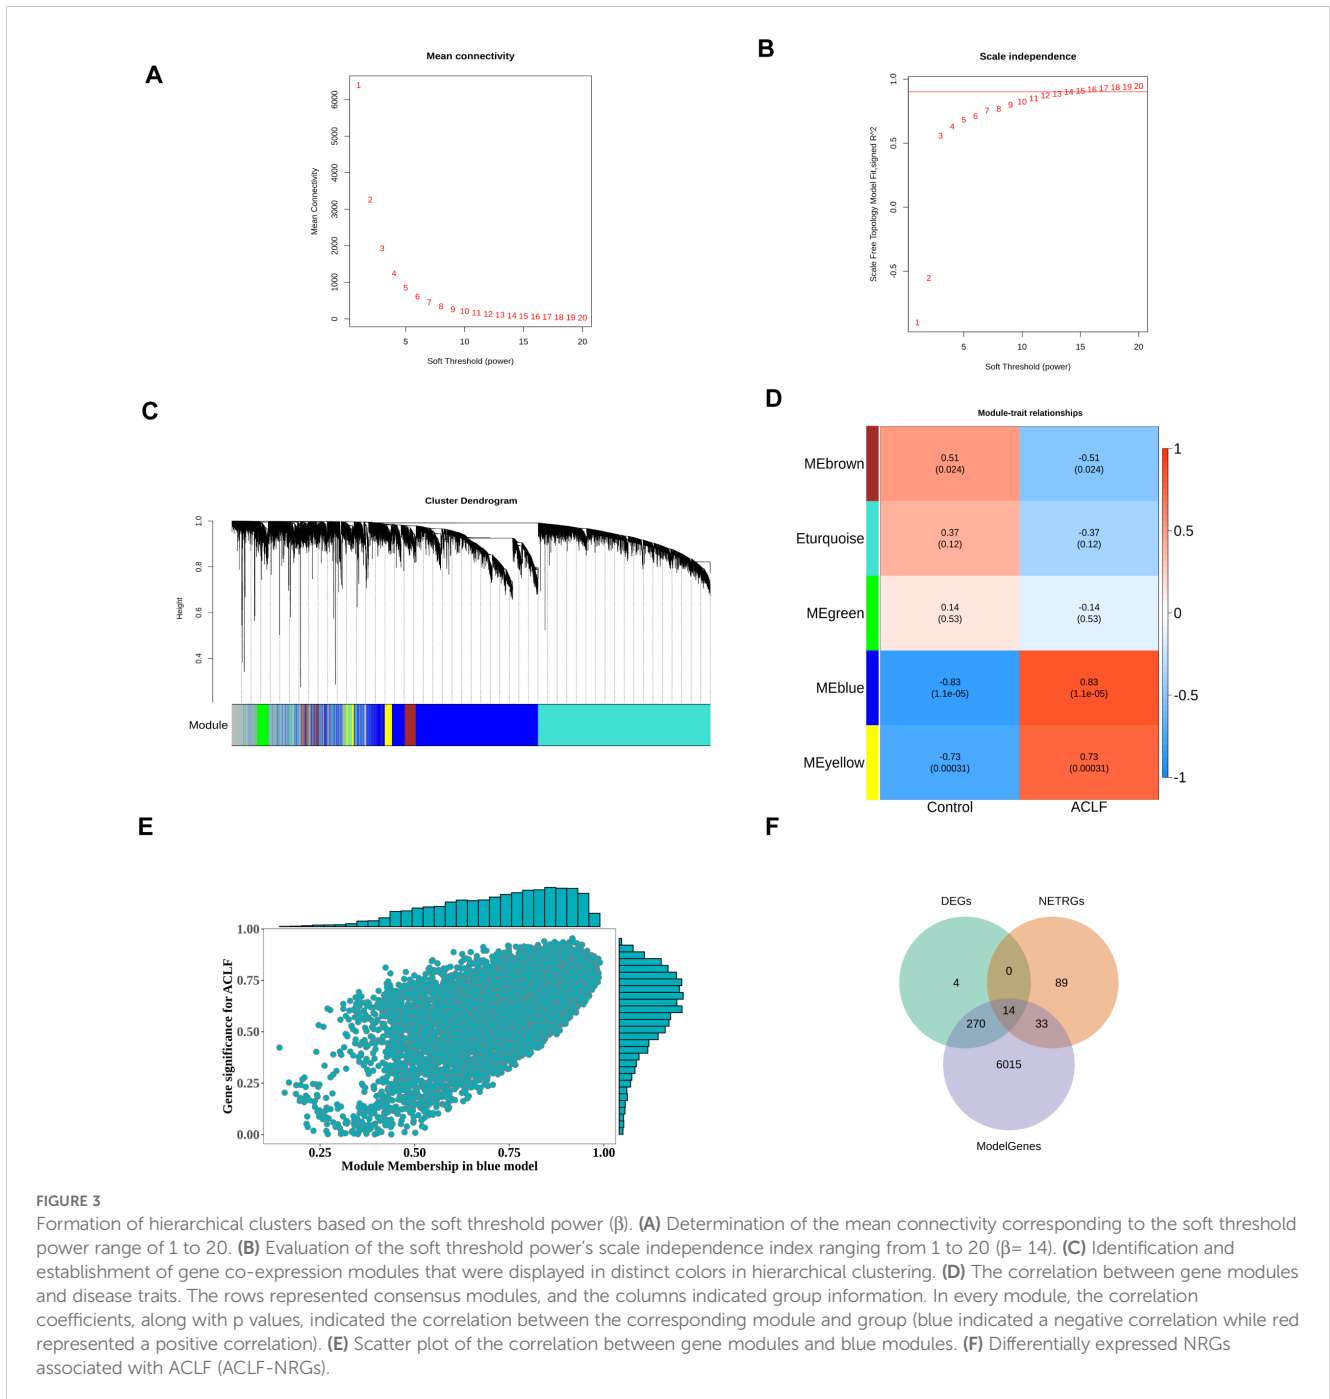 A
Mean connectivity
Mean Connectivity
0 1000 2000 3000 4000 5000 6000
1
2
3
4
5
6
7
8
9 10 11 12 13 14 15 16 17 18 19 20
5 10 15 20
Soft Threshold (power)
B
Scale independence
Scale Free Topology Model Fit,signed R^2
-0.5 0.0 0.5 1.0
1
2
3
4
5 6 7 8 9 10 11 12 13 14 15 16 17 18 19 20
5 10 15 20
Soft Threshold (power)
C
Cluster Dendrogram
Height
0.4 0.6 0.8 1.0
Module
D
Module-trait relationships
MEbrown
0.51
(0.024)
-0.51
(0.024)
Eturquoise
0.37
(0.12)
-0.37
(0.12)
MEgreen
0.14
(0.53)
-0.14
(0.53)
MEblue
-0.83
(1.1e-05)
0.83
(1.1e-05)
MEyellow
-0.73
(0.00031)
0.73
(0.00031)
Control ACLF
1
0.5
0
-0.5
-1
E
Gene significance for ACLF
1.00
0.75
0.50
0.25
0.00
0.25 0.50 0.75 1.00
Module Membership in blue model
F
DEGs NETRGs
4 0 89
14
270 33
6015
ModelGenes
FIGURE 3
Formation of hierarchical clusters based on the soft threshold power (β). (A) Determination of the mean connectivity corresponding to the soft threshold
power range of 1 to 20. (B) Evaluation of the soft threshold power's scale independence index ranging from 1 to 20 (β= 14). (C) Identification and
establishment of gene co-expression modules that were displayed in distinct colors in hierarchical clustering. (D) The correlation between gene modules
and disease traits. The rows represented consensus modules, and the columns indicated group information. In every module, the correlation
coefficients, along with p values, indicated the correlation between the corresponding module and group (blue indicated a negative correlation while red
represented a positive correlation). (E) Scatter plot of the correlation between gene modules and blue modules. (F) Differentially expressed NRGs
associated with ACLF (ACLF-NRGs).